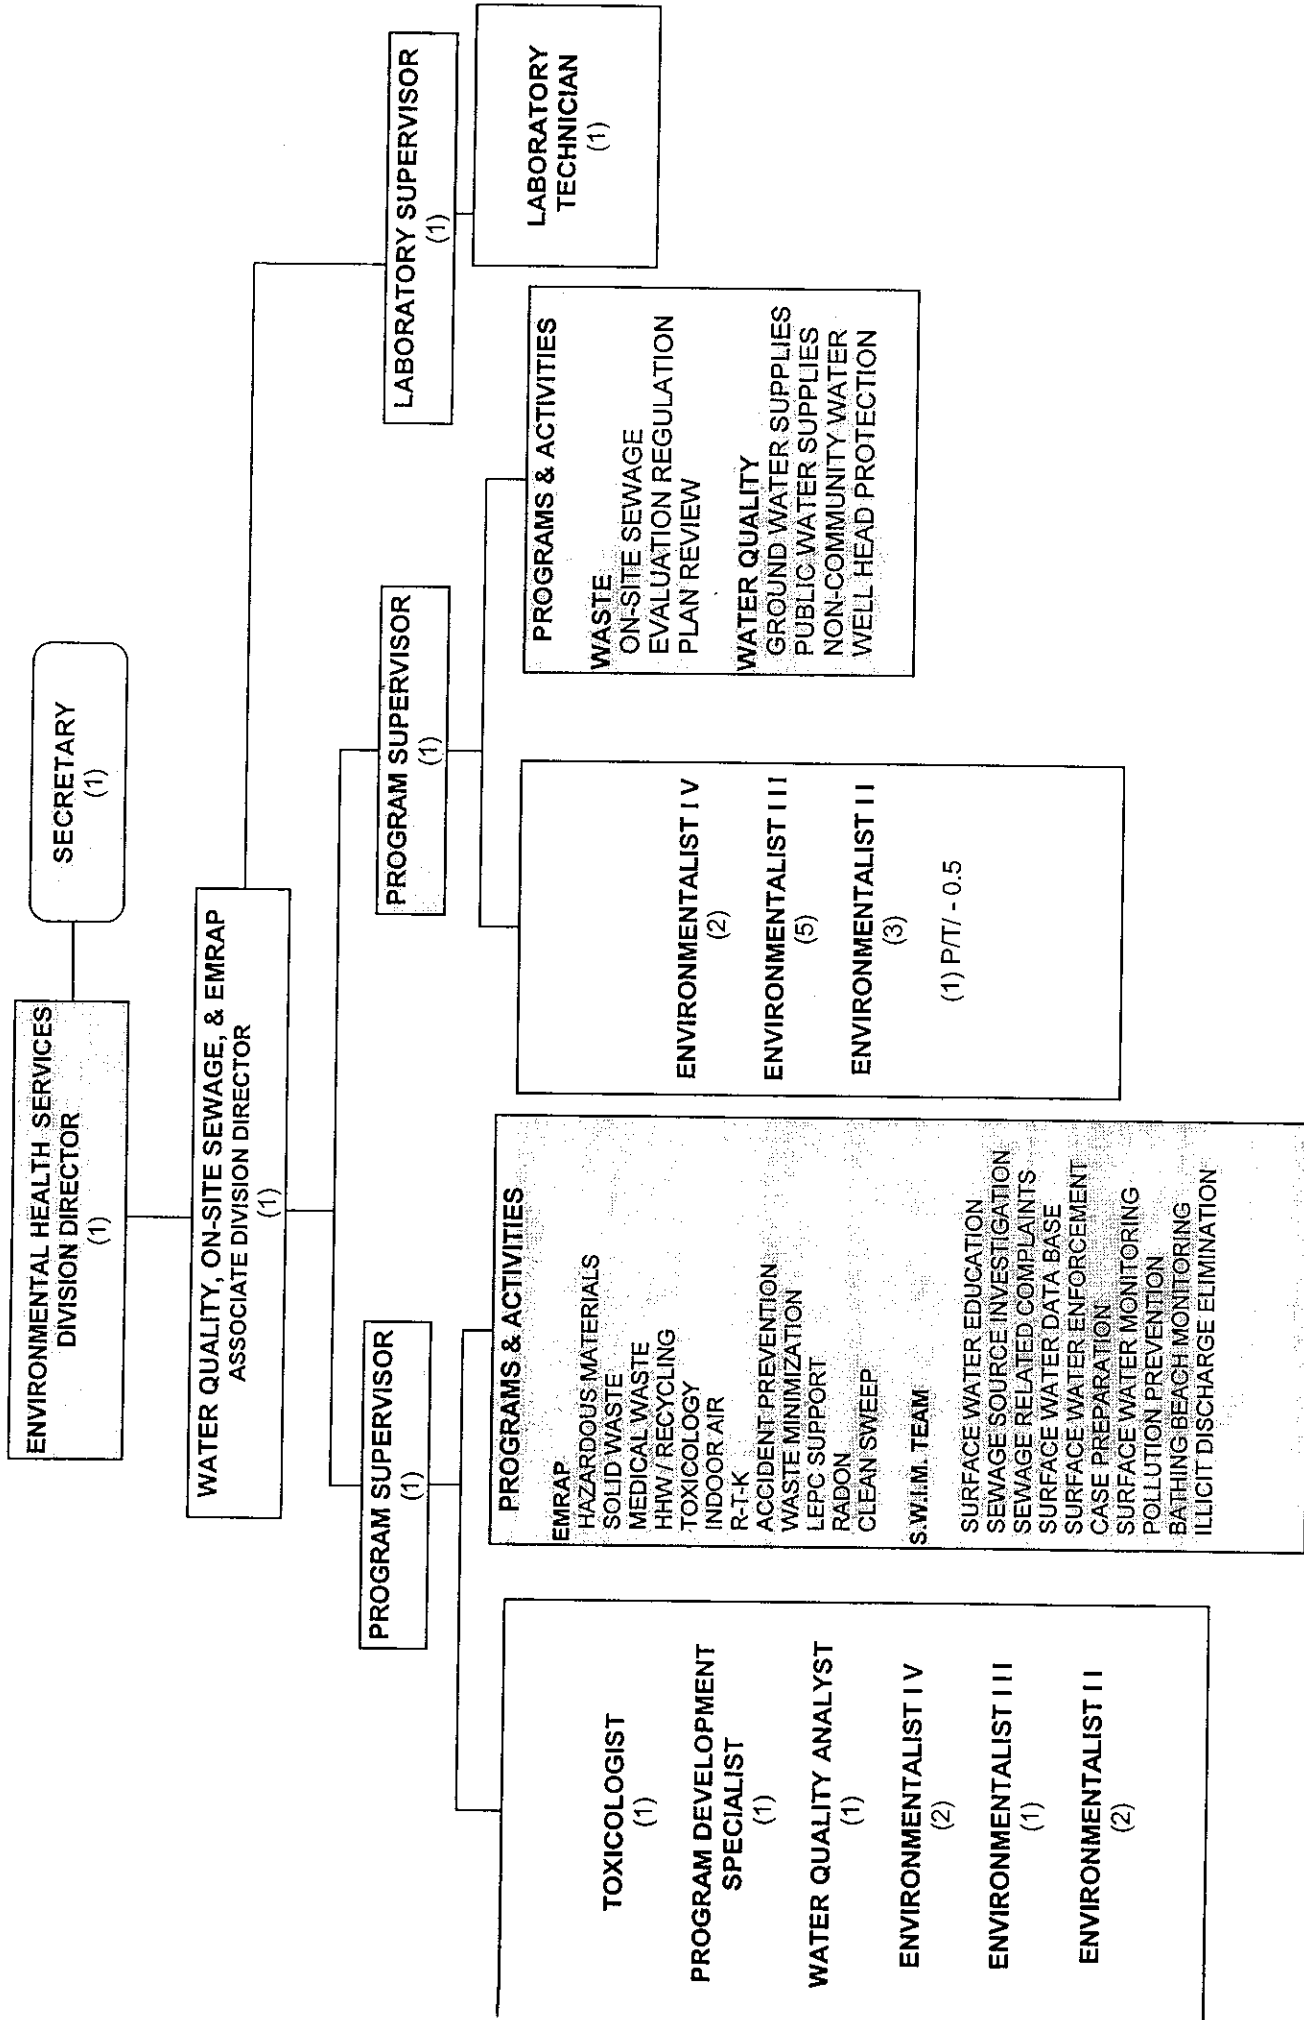 ENVIRONMENTAL HEALTH SERVICES
DIVISION DIRECTOR
(1)
SECRETARY
(1)
WATER QUALITY, ON-SITE SEWAGE, & EMRAP
ASSOCIATE DIVISION DIRECTOR
(1)
PROGRAM SUPERVISOR
(1)
PROGRAM SUPERVISOR
(1)
LABORATORY SUPERVISOR
(1)
TOXICOLOGIST
(1)
PROGRAM DEVELOPMENT
SPECIALIST
(1)
WATER QUALITY ANALYST
(1)
ENVIRONMENTALIST IV
(2)
ENVIRONMENTALIST III
(1)
ENVIRONMENTALIST II
(2)
PROGRAMS & ACTIVITIES
EMRAP
HAZARDOUS MATERIALS
SOLID WASTE
MEDICAL WASTE
HHW / RECYCLING
TOXICOLOGY
INDOOR AIR
R-T-K
ACCIDENT PREVENTION
WASTE MINIMIZATION
LEPC SUPPORT
RADON
CLEAN SWEEP
S.W.I.M. TEAM
SURFACE WATER EDUCATION
SEWAGE SOURCE INVESTIGATION
SEWAGE RELATED COMPLAINTS
SURFACE WATER DATA BASE
SURFACE WATER ENFORCEMENT
CASE PREPARATION
SURFACE WATER MONITORING
POLLUTION PREVENTION
BATHING BEACH MONITORING
ILLICIT DISCHARGE ELIMINATION
ENVIRONMENTALIST IV
(2)
ENVIRONMENTALIST III
(5)
ENVIRONMENTALIST II
(3)
(1) P/T/ - 0.5
PROGRAMS & ACTIVITIES
WASTE
ON-SITE SEWAGE
EVALUATION REGULATION
PLAN REVIEW
WATER QUALITY
GROUND WATER SUPPLIES
PUBLIC WATER SUPPLIES
NON-COMMUNITY WATER
WELL HEAD PROTECTION
LABORATORY
TECHNICIAN
(1)